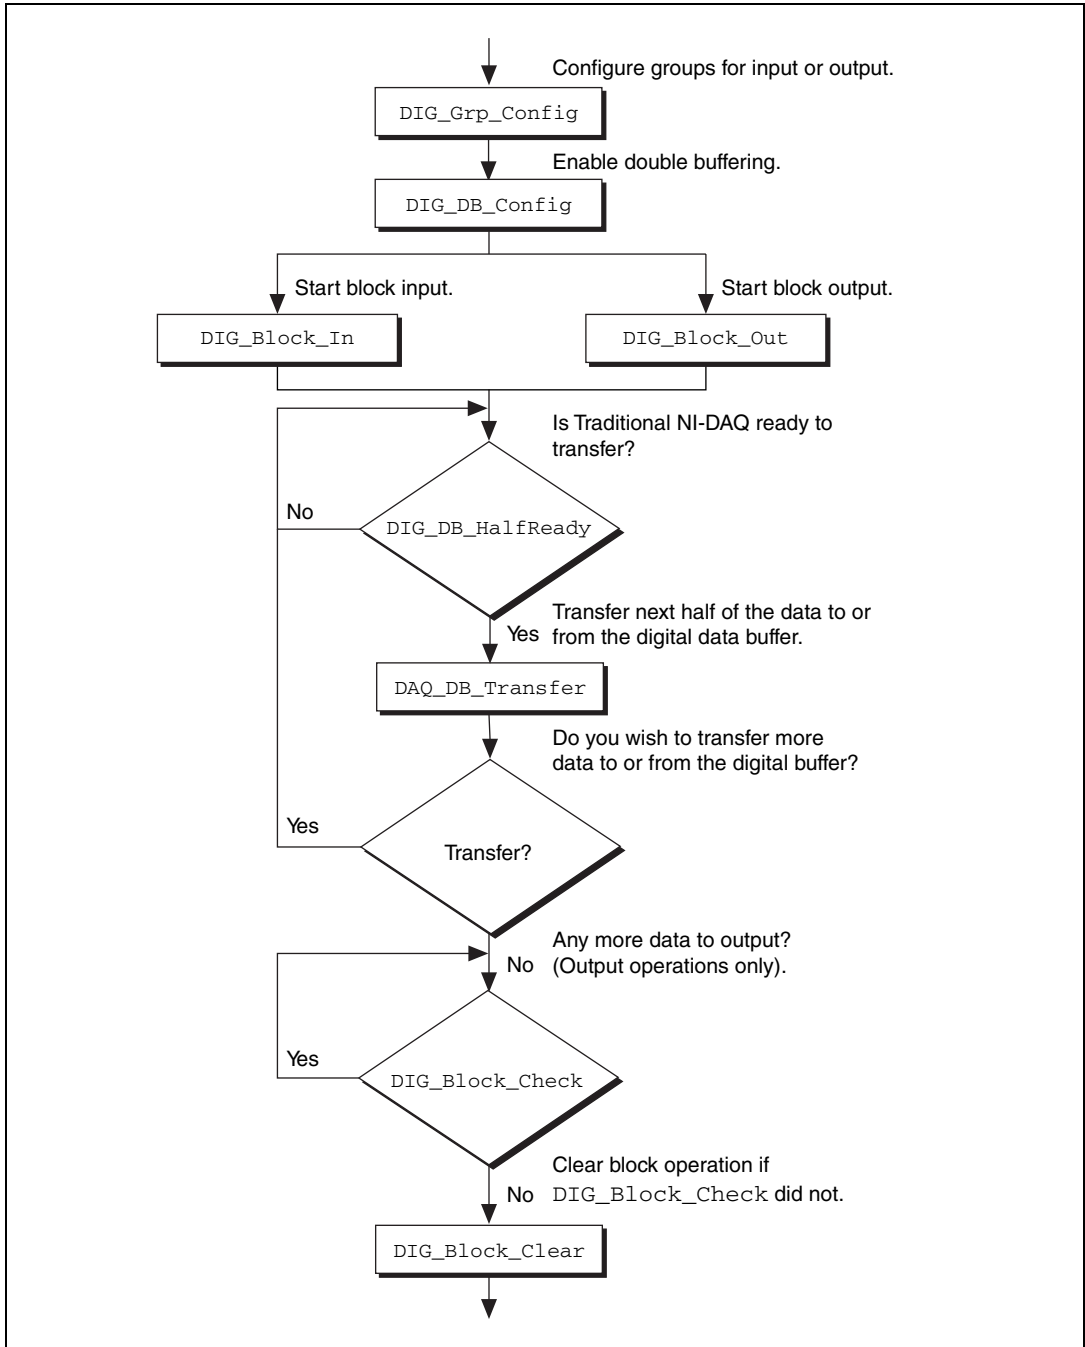 Configure groups for input or output.
DIG_Grp_Config
Enable double buffering.
DIG_DB_Config
Start block input.
Start block output.
DIG_Block_In
DIG_Block_Out
Is Traditional NI-DAQ ready to
transfer?
No
DIG_DB_HalfReady
Transfer next half of the data to or
Yes from the digital data buffer.
DAQ_DB_Transfer
Do you wish to transfer more
data to or from the digital buffer?
Yes
Transfer?
Any more data to output?
No (Output operations only).
Yes
DIG_Block_Check
Clear block operation if
No DIG_Block_Check did not.
DIG_Block_Clear